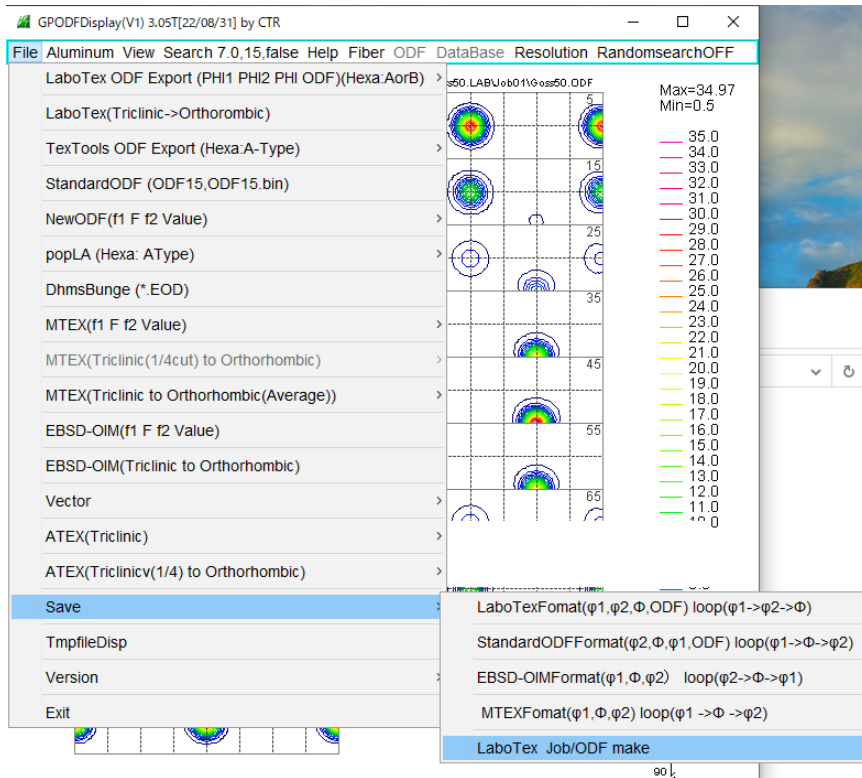 GPODFDisplay(V1) 3.05T[22/08/31] by CTR
File Aluminum View Search 7.0,15,false Help Fiber ODF DataBase Resolution RandomsearchOFF
LaboTex ODF Export (PHI1 PHI2 PHI ODF)(Hexa:AorB)
LaboTex(Triclinic->Orthorombic)
TexTools ODF Export (Hexa:A-Type)
StandardODF (ODF15,ODF15.bin)
NewODF(f1 F f2 Value)
popLA (Hexa: AType)
DhmsBunge (*.EOD)
MTEX(f1 F f2 Value)
MTEX(Triclinic(1/4cut) to Orthorhombic)
MTEX(Triclinic to Orthorhombic(Average))
EBSD-OIM(f1 F f2 Value)
EBSD-OIM(Triclinic to Orthorhombic)
Vector
ATEX(Triclinic)
ATEX(Triclinicv(1/4) to Orthorhombic)
Save
TmpfileDisp
Version
Exit
LaboTexFomat(φ1,φ2,Φ,ODF) loop(φ1->φ2->Φ)
StandardODFFormat(φ2,Φ,φ1,ODF) loop(φ1->Φ->φ2)
EBSD-OIMFormat(φ1,Φ,φ2) loop(φ2->Φ->φ1)
MTEXFomat(φ1,Φ,φ2) loop(φ1 ->Φ ->φ2)
LaboTex Job/ODF make
ss50.LAB\Job01\Goss50.ODF
5
15
25
35
45
55
65
Max=34.97
Min=0.5
35.0
34.0
33.0
32.0
31.0
30.0
29.0
28.0
27.0
26.0
25.0
24.0
23.0
22.0
21.0
20.0
19.0
18.0
17.0
16.0
15.0
14.0
13.0
12.0
11.0
90